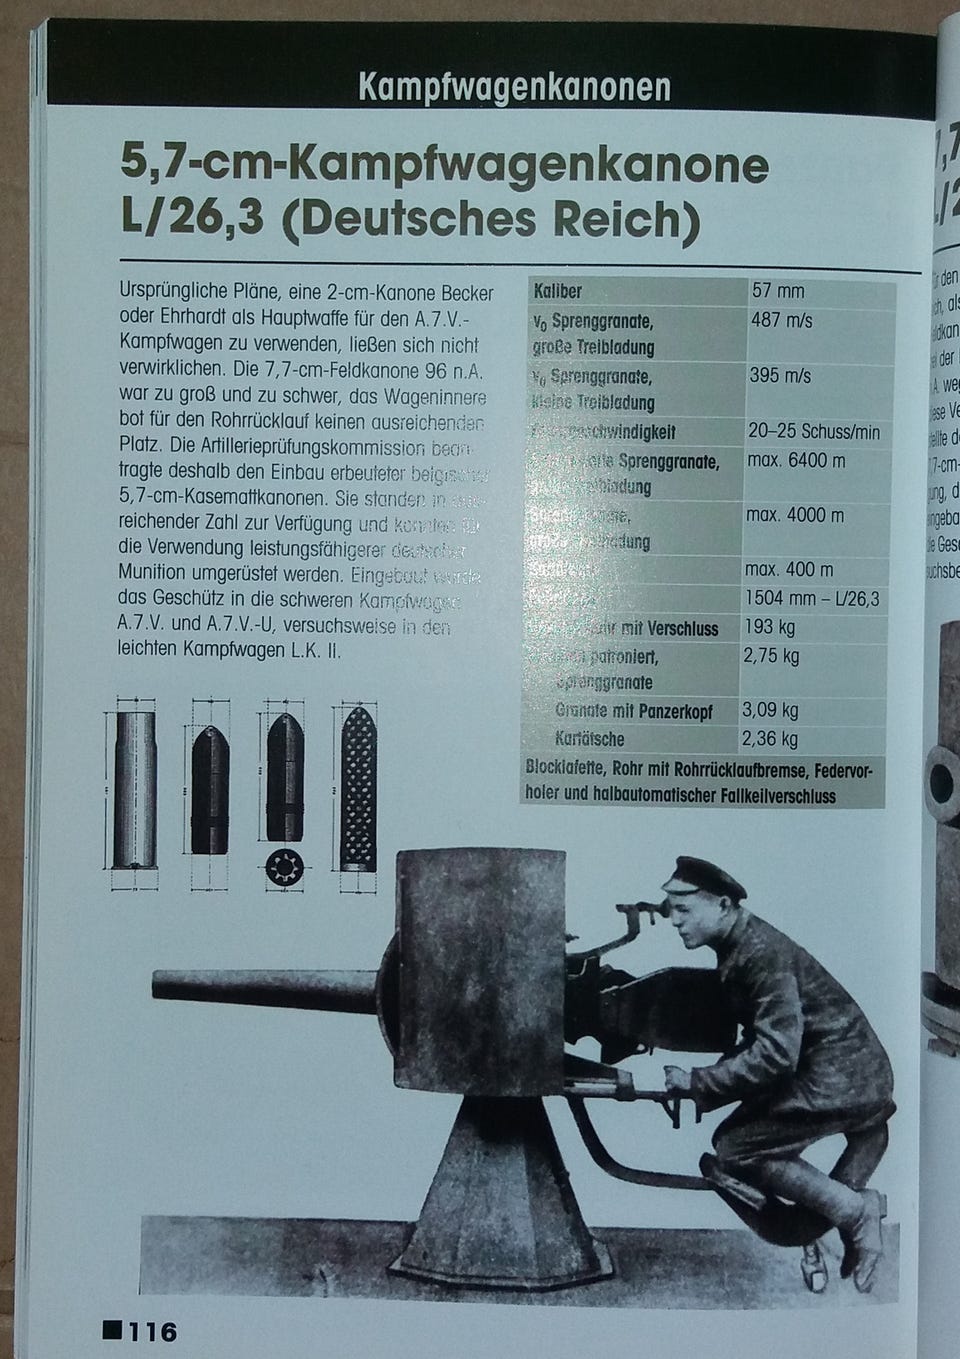 Kampfwagenkanonen
5,7-cm-Kampfwagenkanone
L/26,3 (Deutsches Reich)
Ursprüngliche Pläne, eine 2-cm-Kanone Becker
oder Ehrhardt als Hauptwaffe für den A.7.V.-
Kampfwagen zu verwenden, ließen sich nicht
verwirklichen. Die 7,7-cm-Feldkanone 96 n.A.
war zu groß und zu schwer, das Wageninnere
bot für den Rohrrücklauf keinen ausreichenden
Platz. Die Artillerieprüfungskommission bean-
tragte deshalb den Einbau erbeuteter belgischer
5,7-cm-Kasemattkanonen. Sie standen in aus-
reichender Zahl zur Verfügung und konnten für
die Verwendung leistungsfähigerer deutscher
Munition umgerüstet werden. Eingebaut wurde
das Geschütz in die schweren Kampfwagen
A.7.V. und A.7.V.-U, versuchsweise in den
leichten Kampfwagen L.K. II.
Kaliber 57 mm
v0 Sprenggranate, 487 m/s
große Treibladung
v0 Sprenggranate, 395 m/s
kleine Treibladung
20–25 Schuss/min
Sprenggranate, max. 6400 m
max. 4000 m
max. 400 m
1504 mm – L/26,3
mit Verschluss 193 kg
patroniert, 2,75 kg
Sprenggranate
Granate mit Panzerkopf 3,09 kg
Kartätsche 2,36 kg
Blocklafette, Rohr mit Rohrrücklaufbremse, Federvor-
holer und halbautomatischer Fallkeilverschluss
116